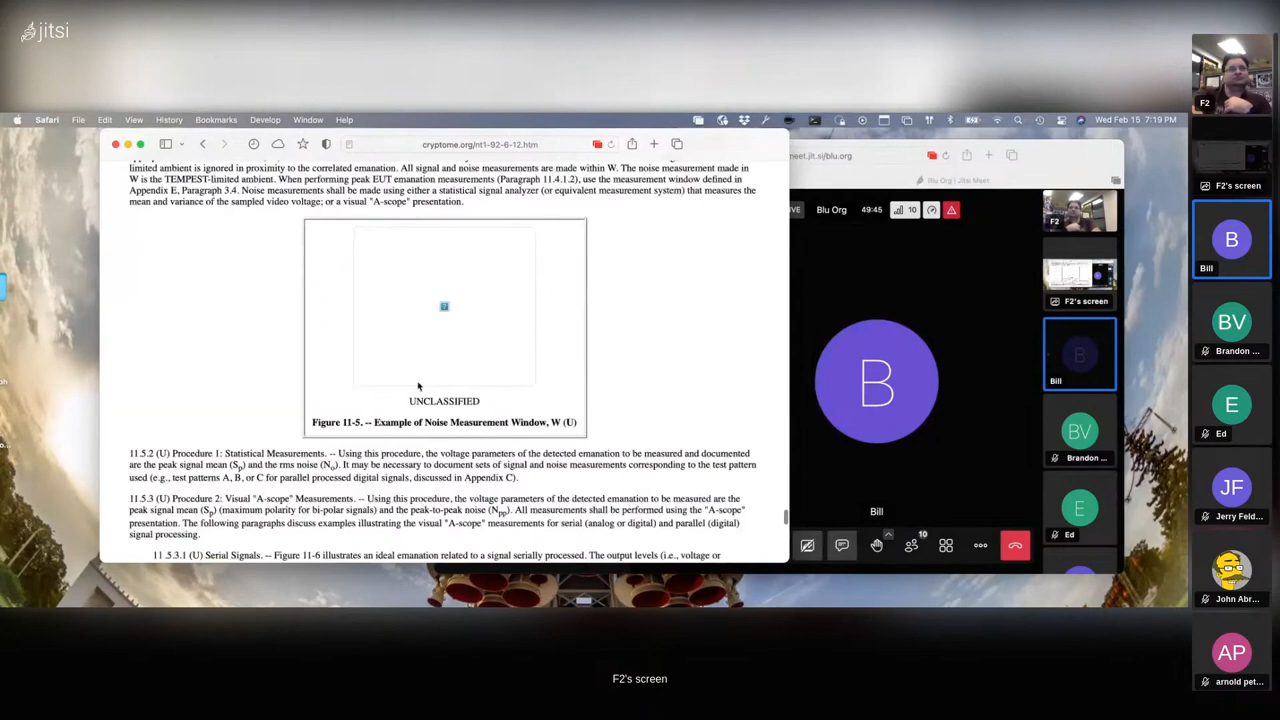 jitsi
Safari File Edit View History Bookmarks Develop Window Help
Wed Feb 15 7:19 PM
cryptome.org/nt1-92-6-12.htm
limited ambient is ignored in proximity to the correlated emanation. All signal and noise measurements are made within W. The noise measurement made in
W is the TEMPEST-limited ambient. When performing peak EUT emanation measurements (Paragraph 11.4.1.2), use the measurement window defined in
Appendix E, Paragraph 3.4. Noise measurements shall be made using either a statistical signal analyzer (or equivalent measurement system) that measures the
mean and variance of the sampled video voltage; or a visual "A-scope" presentation.
?
UNCLASSIFIED
Figure 11-5. -- Example of Noise Measurement Window, W (U)
11.5.2 (U) Procedure 1: Statistical Measurements. -- Using this procedure, the voltage parameters of the detected emanation to be measured and documented
are the peak signal mean (Sp) and the rms noise (No). It may be necessary to document sets of signal and noise measurements corresponding to the test pattern
used (e.g., test patterns A, B, or C for parallel processed digital signals, discussed in Appendix C).
11.5.3 (U) Procedure 2: Visual "A-scope" Measurements. -- Using this procedure, the voltage parameters of the detected emanation to be measured are the
peak signal mean (Sp) (maximum polarity for bi-polar signals) and the peak-to-peak noise (Npp). All measurements shall be performed using the "A-scope"
presentation. The following paragraphs discuss examples illustrating the visual "A-scope" measurements for serial (analog or digital) and parallel (digital)
signal processing.
11.5.3.1 (U) Serial Signals. -- Figure 11-6 illustrates an ideal emanation related to a signal serially processed. The output levels (i.e., voltage or
meet.jit.si/blu.org
Blu Org | Jitsi Meet
Blu Org 49:45 10
F2
F2's screen
B
Bill
Bill
BV
Brandon ...
E
Ed
10
F2
F2's screen
B
Bill
BV
Brandon ...
E
Ed
JF
Jerry Feld...
John Abr...
AP
arnold pet...
F2's screen